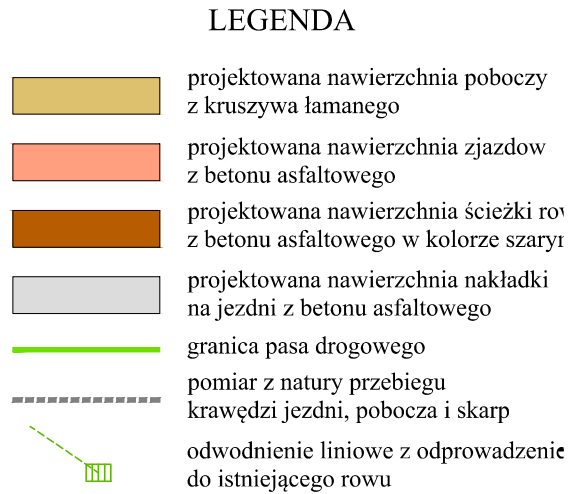 LEGENDA
projektowana nawierzchnia poboczy
z kruszywa łamanego
projektowana nawierzchnia zjazdow
z betonu asfaltowego
projektowana nawierzchnia ścieżki
z betonu asfaltowego w kolorze
projektowana nawierzchnia nakładki
na jezdni z betonu asfaltowego
granica pasa drogowego
pomiar z natury przebiegu
krawędzi jezdni, pobocza i skarp
odwodnienie liniowe z
do istniejącego rowu